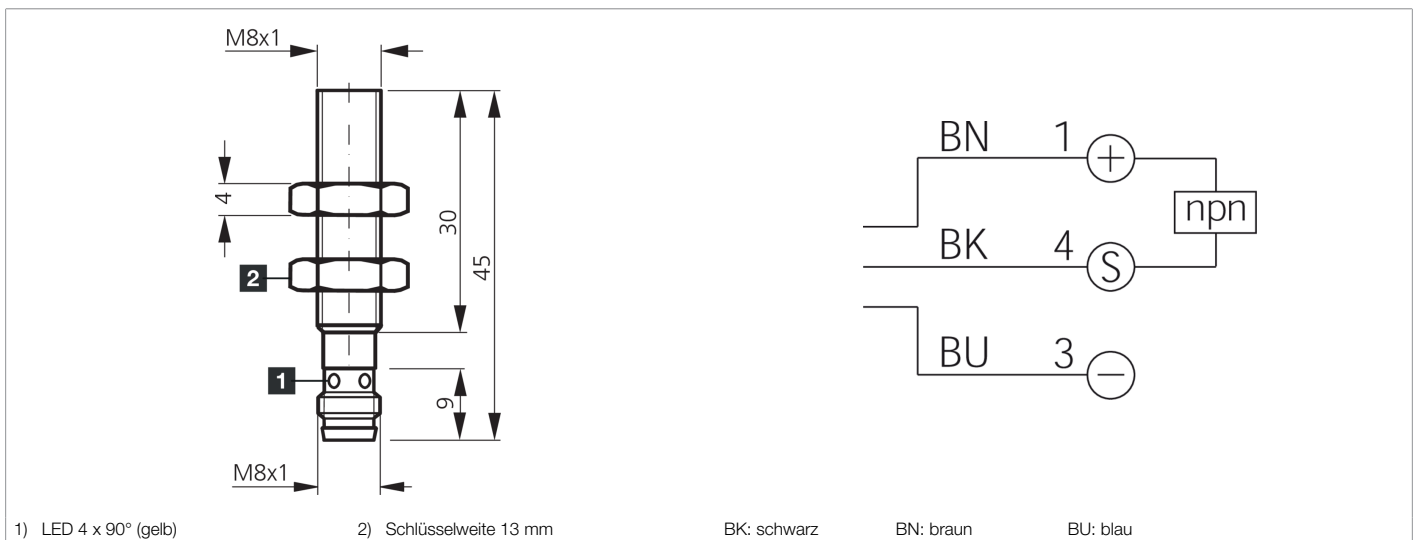 M8x1
4
30
45
2
1
9
M8x1
BN 1 +
npn
BK 4 S
BU 3 −
1) LED 4 x 90° (gelb) 2) Schlüsselweite 13 mm BK: schwarz BN: braun BU: blau